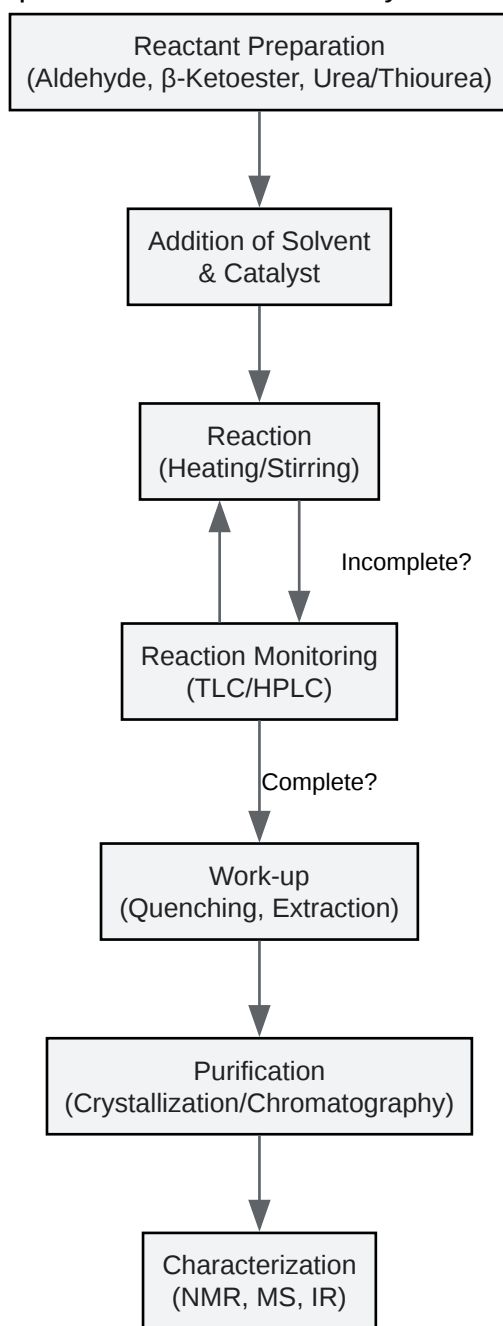 Reactant Preparation
(Aldehyde, β-Ketoester, Urea/Thiourea)
Addition of Solvent
& Catalyst
Reaction
(Heating/Stirring)
Incomplete?
Reaction Monitoring
(TLC/HPLC)
Complete?
Work-up
(Quenching, Extraction)
Purification
(Crystallization/Chromatography)
Characterization
(NMR, MS, IR)